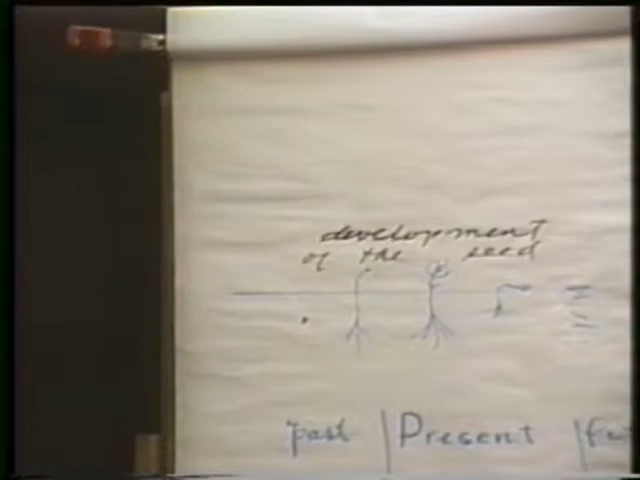 development
of the seed
past | Present |